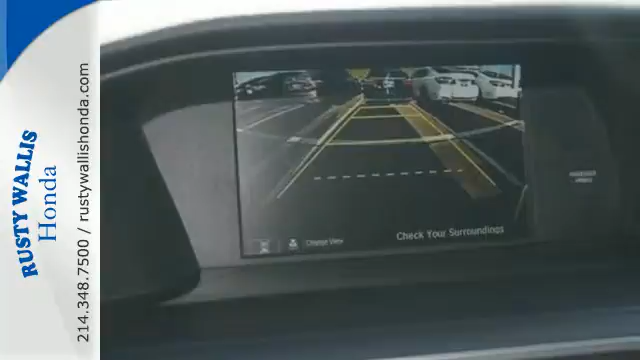 RUSTY WALLIS
Honda
214.348.7500 / rustywallishonda.com
Change View
Check Your Surroundings